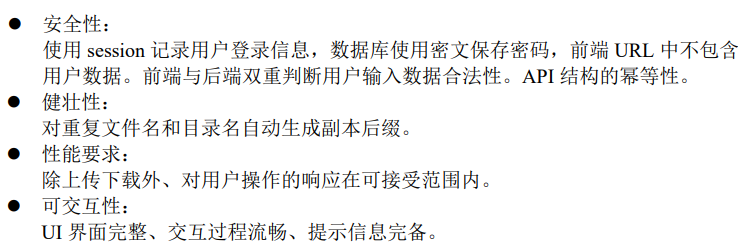 ● 安全性：
使用 session 记录用户登录信息，数据库使用密文保存密码，前端 URL 中不包含
用户数据。前端与后端双重判断用户输入数据合法性。API 结构的幂等性。
● 健壮性：
对重复文件名和目录名自动生成副本后缀。
● 性能要求：
除上传下载外、对用户操作的响应在可接受范围内。
● 可交互性：
UI 界面完整、交互过程流畅、提示信息完备。